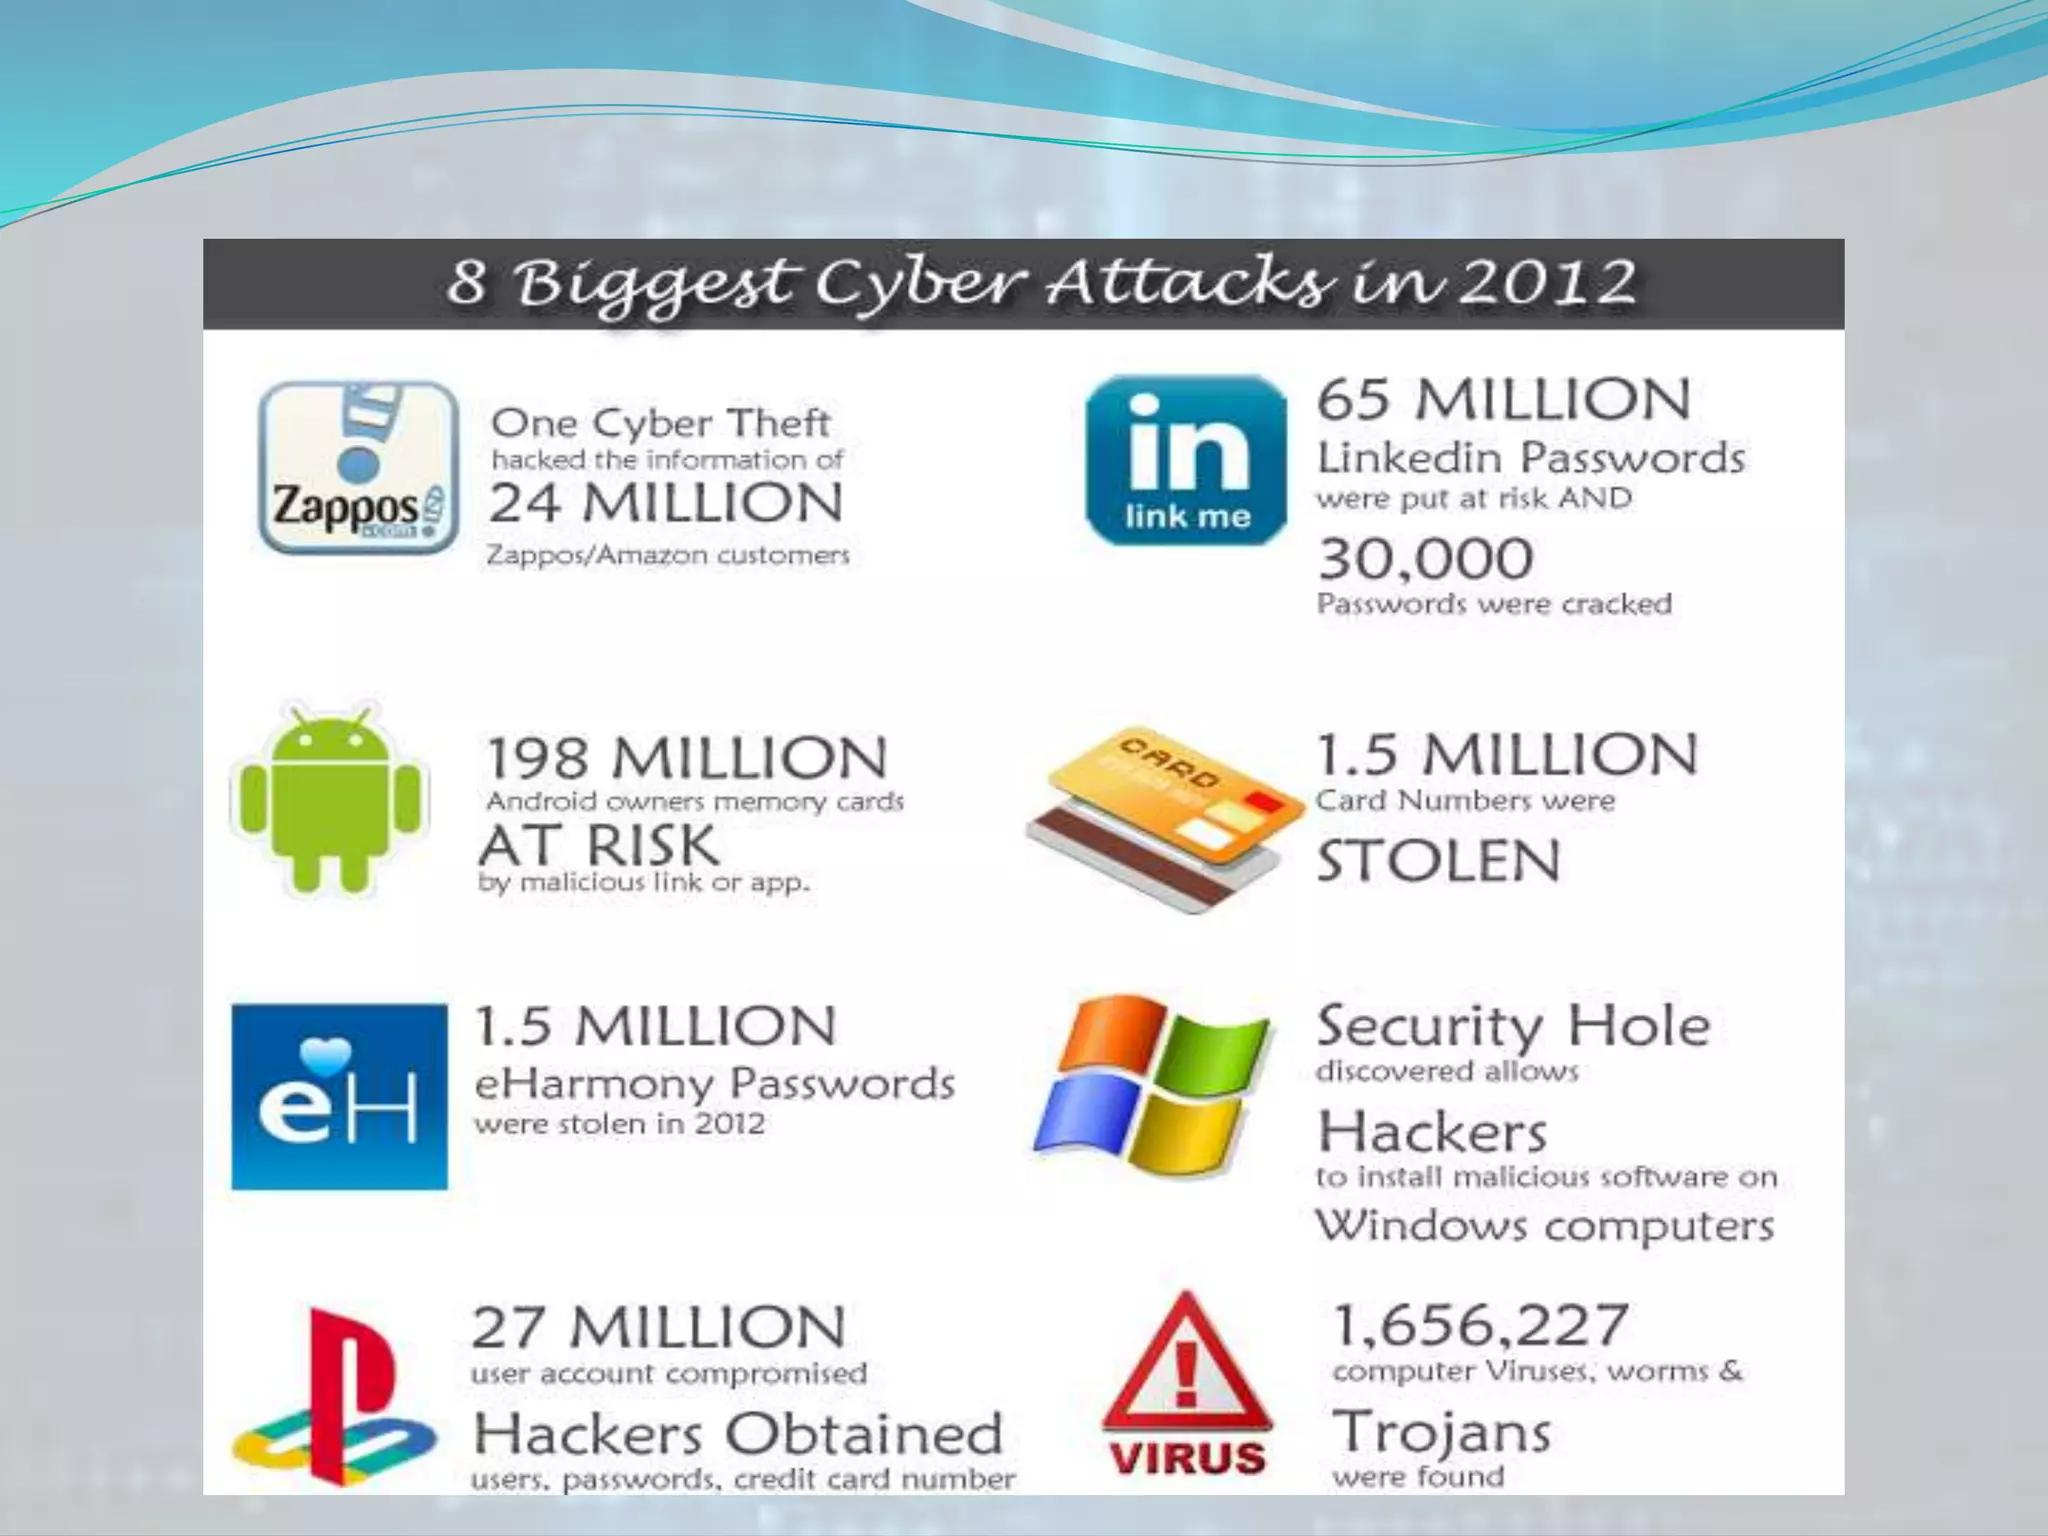 8 Biggest Cyber Attacks in 2012
Zappos
One Cyber Theft
hacked the information of
24 MILLION
Zappos/Amazon customers
in
link me
65 MILLION
Linkedin Passwords
were put at risk AND
30,000
Passwords were cracked
198 MILLION
Android owners memory cards
AT RISK
by malicious link or app.
CARD
1.5 MILLION
Card Numbers were
STOLEN
eH
1.5 MILLION
eHarmony Passwords
were stolen in 2012
Security Hole
discovered allows
Hackers
to install malicious software on
Windows computers
27 MILLION
user account compromised
Hackers Obtained
users, passwords, credit card number
!
VIRUS
1,656,227
computer Viruses, worms &
Trojans
were found